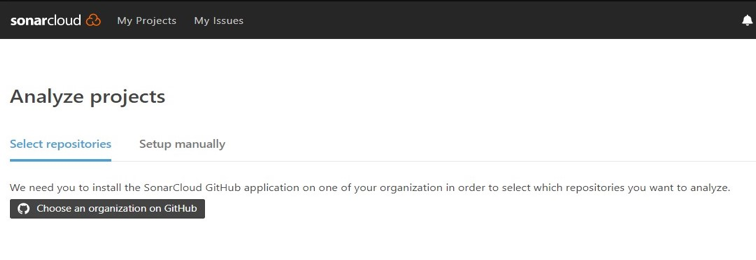 sonarcloud My Projects My Issues
Analyze projects
Select repositories Setup manually
We need you to install the SonarCloud GitHub application on one of your organization in order to select which repositories you want to analyze.
Choose an organization on GitHub